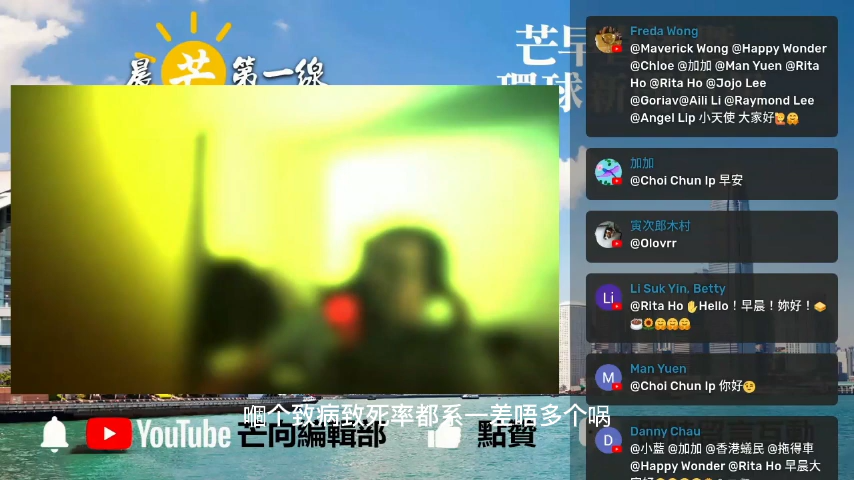 晨芒第一線
芒早
環球
Freda Wong
@Maverick Wong @Happy Wonder
@Chloe @加加 @Man Yuen @Rita
Ho @Rita Ho @Jojo Lee
@Goriav@Aili Li @Raymond Lee
@Angel Lip 小天使 大家好🙋🤗
加加
@Choi Chun Ip 早安
寅次郎木村
@Olovrr
Li Suk Yin, Betty
@Rita Ho ✋Hello！早晨！妳好！🥪
☕🌻🤗🤗🤗
Man Yuen
@Choi Chun Ip 你好🤨
Danny Chau
@小藍 @加加 @香港蟻民 @拖得車
@Happy Wonder @Rita Ho 早晨大
嗰个致病致死率都系一差唔多个㖞
YouTube 芒向編輯部 點贊 留言互動